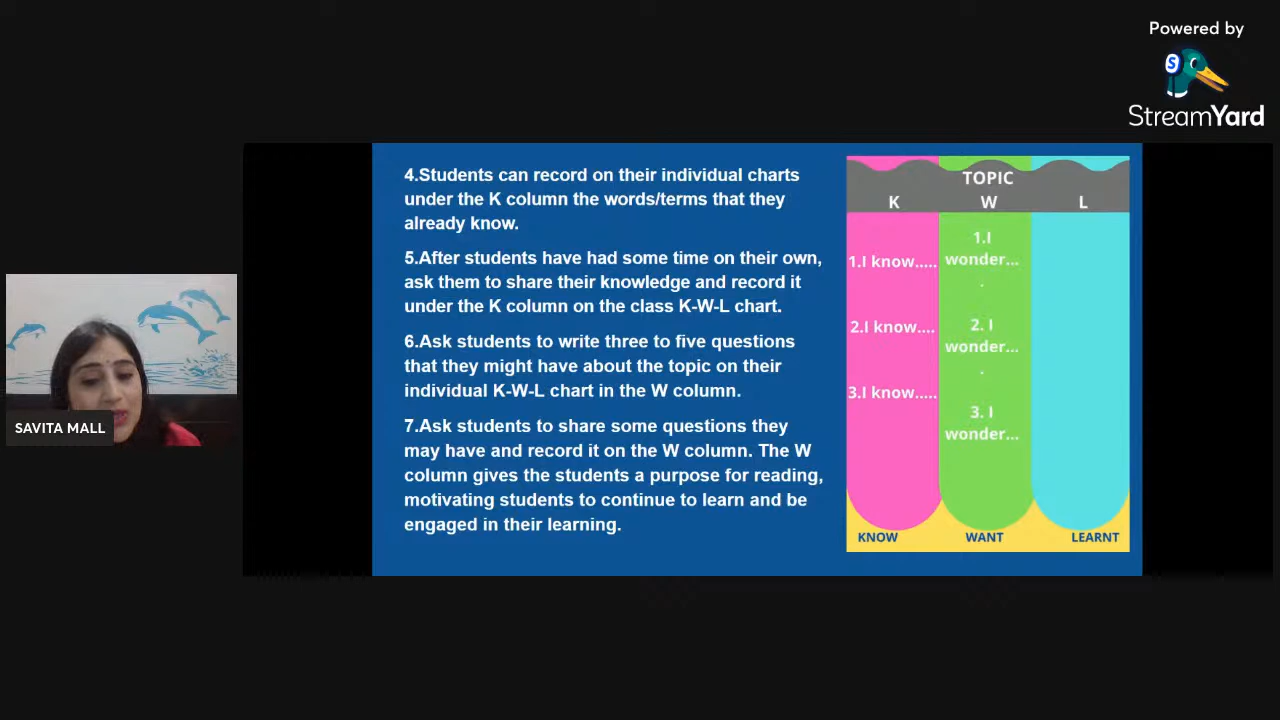 Powered by
StreamYard
4.Students can record on their individual charts
under the K column the words/terms that they
already know.
5.After students have had some time on their own,
ask them to share their knowledge and record it
under the K column on the class K-W-L chart.
6.Ask students to write three to five questions
that they might have about the topic on their
individual K-W-L chart in the W column.
7.Ask students to share some questions they
may have and record it on the W column. The W
column gives the students a purpose for reading,
motivating students to continue to learn and be
engaged in their learning.
TOPIC
K W L
1.I know.....
2.I know....
3.I know.....
1.I
wonder...
.
2. I
wonder...
.
3. I
wonder...
KNOW WANT LEARNT
SAVITA MALL